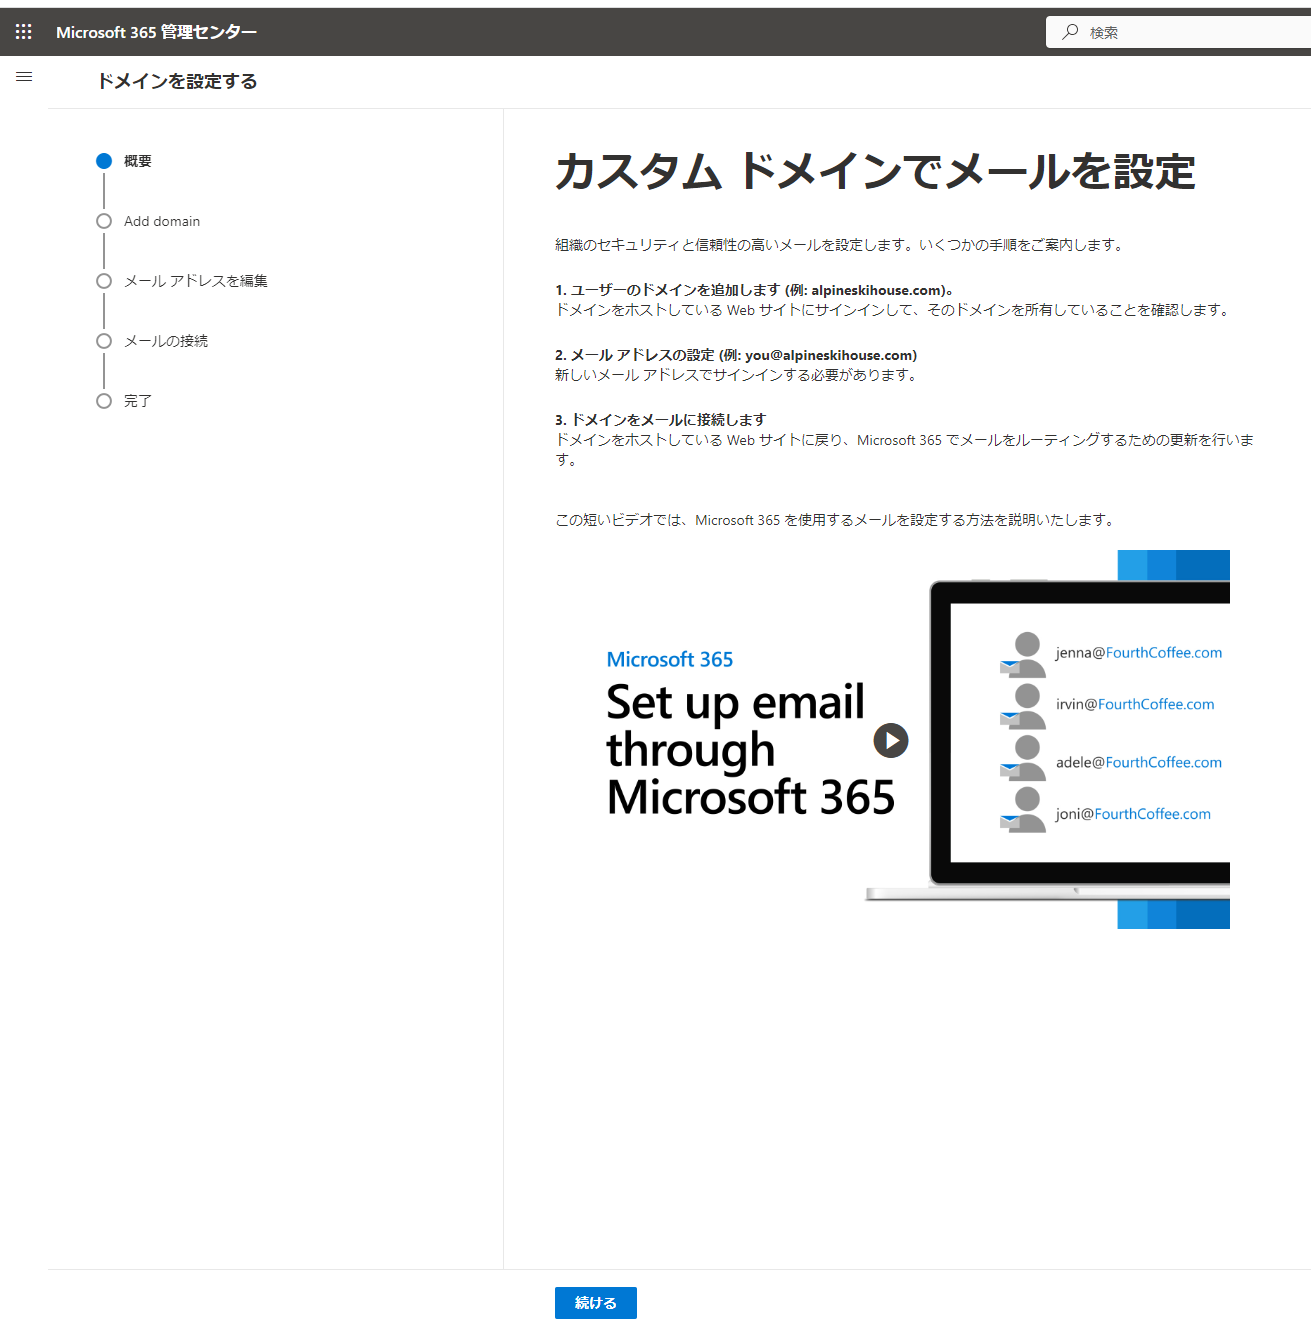 Microsoft 365 管理センター
検索
ドメインを設定する
概要
Add domain
メール アドレスを編集
メールの接続
完了
カスタム ドメインでメールを設定
組織のセキュリティと信頼性の高いメールを設定します。いくつかの手順をご案内します。
1. ユーザーのドメインを追加します (例: alpineskihouse.com)。
ドメインをホストしている Web サイトにサインインして、そのドメインを所有していることを確認します。
2. メール アドレスの設定 (例: you@alpineskihouse.com)
新しいメール アドレスでサインインする必要があります。
3. ドメインをメールに接続します
ドメインをホストしている Web サイトに戻り、Microsoft 365 でメールをルーティングするための更新を行いま
す。
この短いビデオでは、Microsoft 365 を使用するメールを設定する方法を説明いたします。
Microsoft 365
Set up email
through
Microsoft 365
jenna@FourthCoffee.com
irvin@FourthCoffee.com
adele@FourthCoffee.com
joni@FourthCoffee.com
続ける